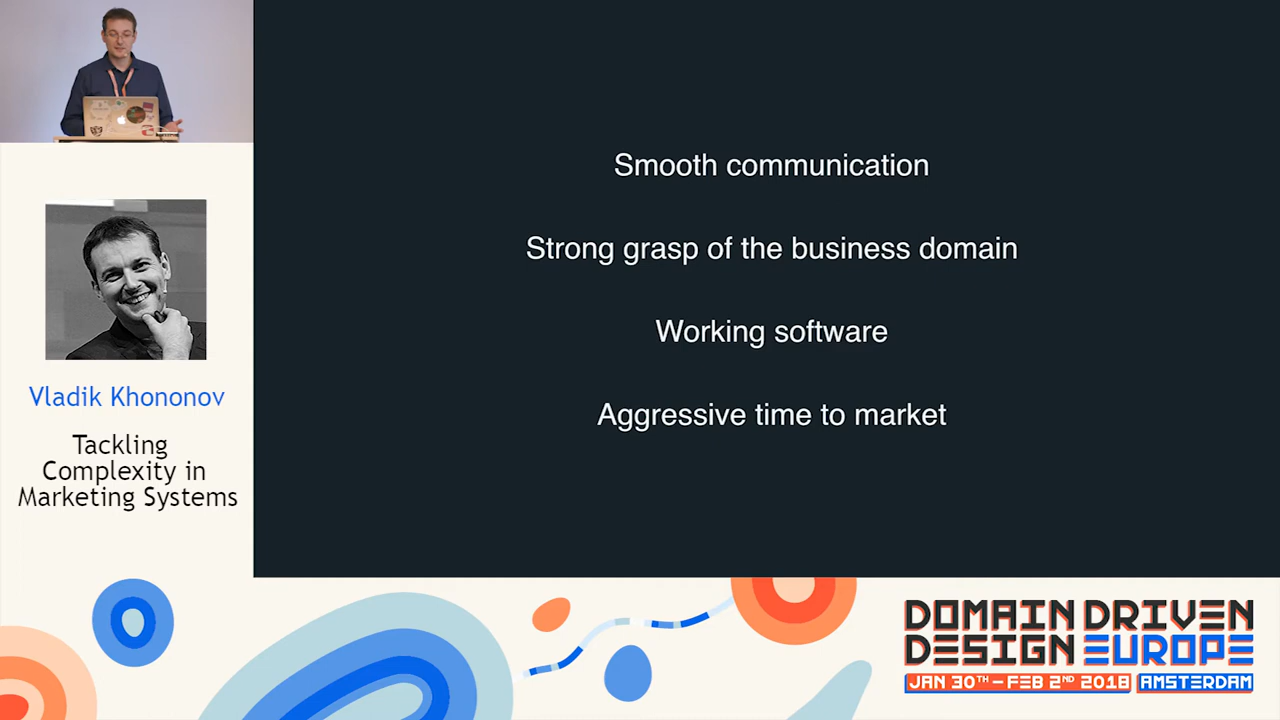 Smooth communication
Strong grasp of the business domain
Working software
Aggressive time to market
Vladik Khononov
Tackling
Complexity in
Marketing Systems
DOMAIN DRIVEN
DESIGN EUROPE
JAN 30TH - FEB 2ND 2018 AMSTERDAM